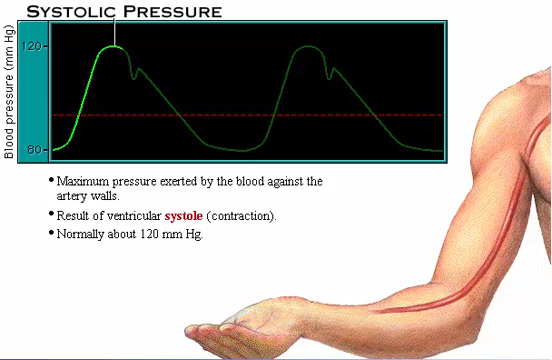 SYSTOLIC PRESSURE
Blood pressure (mm Hg)
120
80
• Maximum pressure exerted by the blood against the
artery walls.
• Result of ventricular systole (contraction).
• Normally about 120 mm Hg.